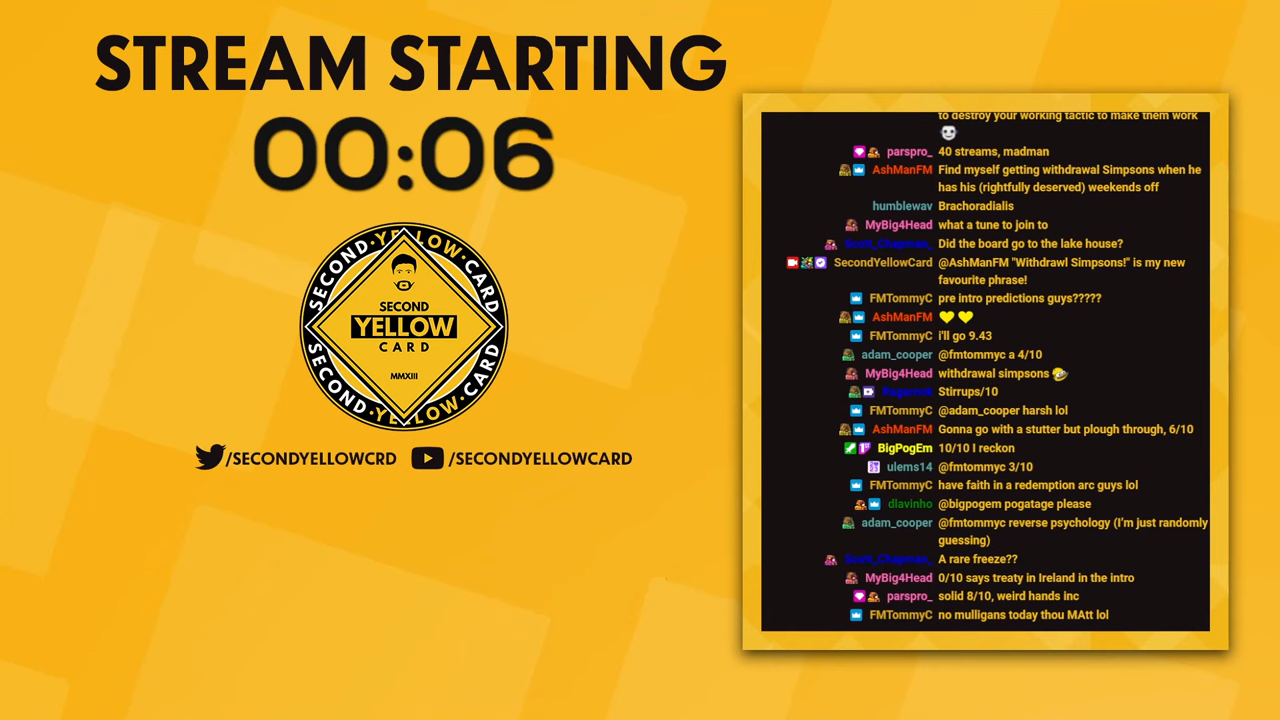 STREAM STARTING
00:06
SECOND·YELLOW·CARD
SECOND
YELLOW
CARD
MMXIII
SECOND·YELLOW·CARD
/SECONDYELLOWCRD /SECONDYELLOWCARD
to destroy your working tactic to make them work
parspro_ 40 streams, madman
AshManFM Find myself getting withdrawal Simpsons when he
has his (rightfully deserved) weekends off
humblewav Brachoradialis
MyBig4Head what a tune to join to
Scott_Chapman_ Did the board go to the lake house?
SecondYellowCard @AshManFM "Withdrawl Simpsons!" is my new
favourite phrase!
FMTommyC pre intro predictions guys?????
AshManFM
FMTommyC i'll go 9.43
adam_cooper @fmtommyc a 4/10
MyBig4Head withdrawal simpsons
Stirrups/10
FMTommyC @adam_cooper harsh lol
AshManFM Gonna go with a stutter but plough through, 6/10
BigPogEm 10/10 I reckon
ulems14 @fmtommyc 3/10
FMTommyC have faith in a redemption arc guys lol
dlavinho @bigpogem pogatage please
adam_cooper @fmtommyc reverse psychology (I'm just randomly
guessing)
Scott_Chapman_ A rare freeze??
MyBig4Head 0/10 says treaty in Ireland in the intro
parspro_ solid 8/10, weird hands inc
FMTommyC no mulligans today thou MAtt lol